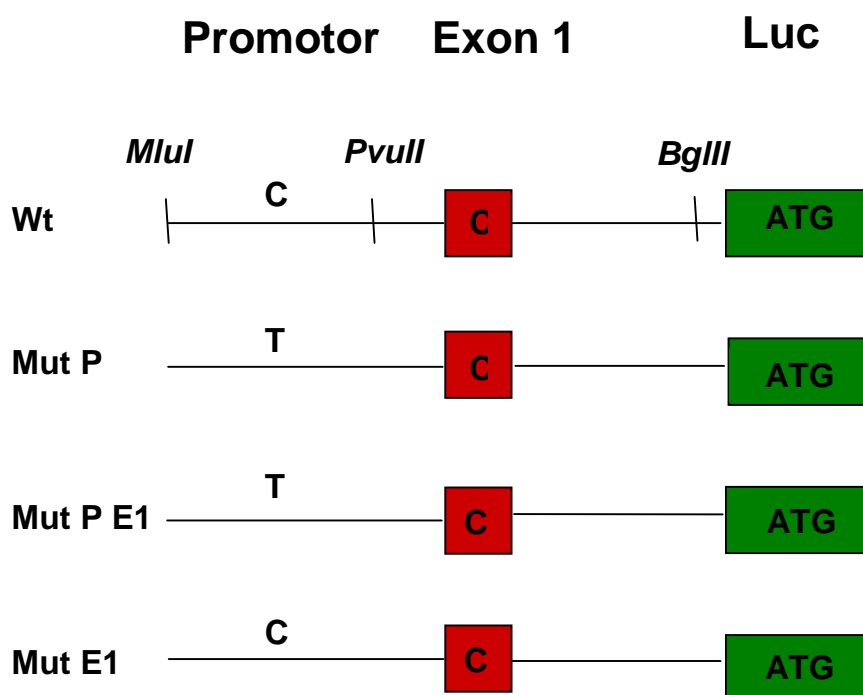 Promotor Exon 1 Luc
MluI PvuII BglII
C
Wt C ATG
T
Mut P C ATG
T
Mut P E1 C ATG
C
Mut E1 C ATG